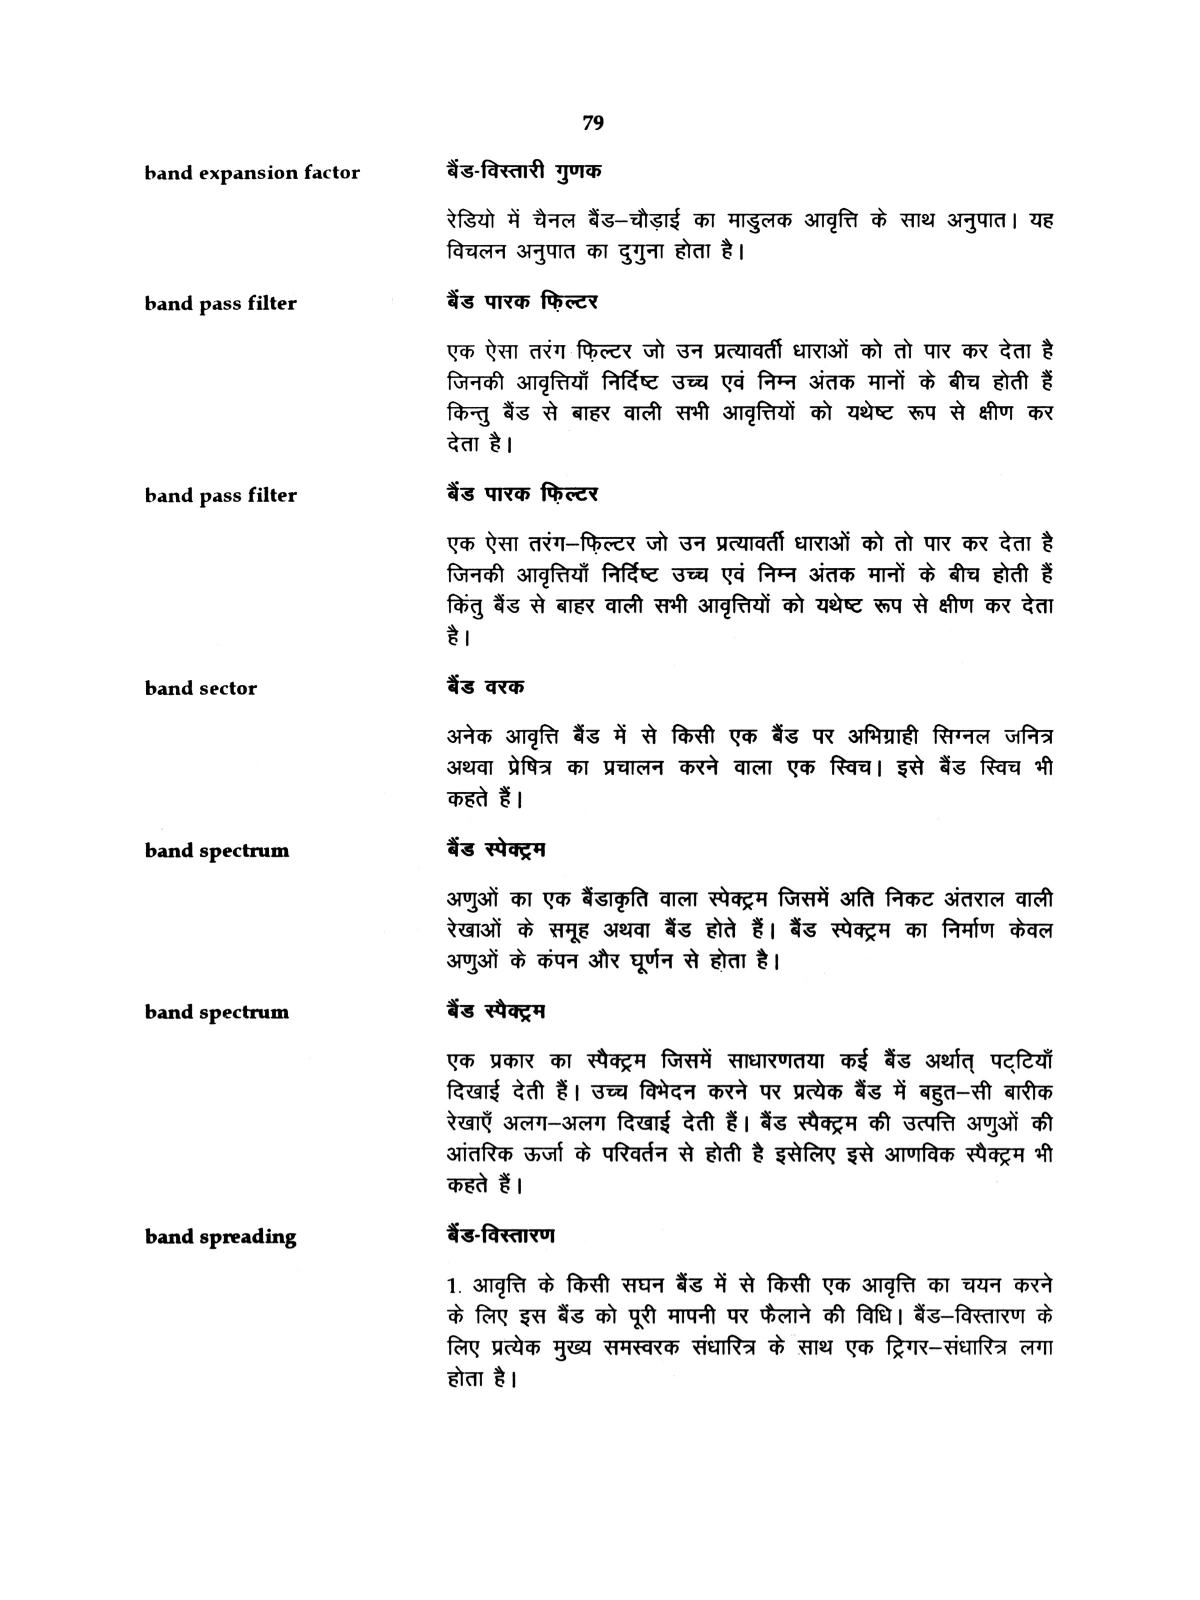 79
band expansion factor बैंड-विस्तारी गुणक
रेडियो में चैनल बैंड–चौड़ाई का माडुलक आवृत्ति के साथ अनुपात। यह
विचलन अनुपात का दुगुना होता है।
band pass filter बैंड पारक फ़िल्टर
एक ऐसा तरंग फ़िल्टर जो उन प्रत्यावर्ती धाराओं को तो पार कर देता है
जिनकी आवृत्तियाँ निर्दिष्ट उच्च एवं निम्न अंतक मानों के बीच होती हैं
किन्तु बैंड से बाहर वाली सभी आवृत्तियों को यथेष्ट रूप से क्षीण कर
देता है।
band pass filter बैंड पारक फ़िल्टर
एक ऐसा तरंग–फ़िल्टर जो उन प्रत्यावर्ती धाराओं को तो पार कर देता है
जिनकी आवृत्तियाँ निर्दिष्ट उच्च एवं निम्न अंतक मानों के बीच होती हैं
किंतु बैंड से बाहर वाली सभी आवृत्तियों को यथेष्ट रूप से क्षीण कर देता
है।
band sector बैंड वरक
अनेक आवृत्ति बैंड में से किसी एक बैंड पर अभिग्राही सिग्नल जनित्र
अथवा प्रेषित्र का प्रचालन करने वाला एक स्विच। इसे बैंड स्विच भी
कहते हैं।
band spectrum बैंड स्पेक्ट्रम
अणुओं का एक बैंडाकृति वाला स्पेक्ट्रम जिसमें अति निकट अंतराल वाली
रेखाओं के समूह अथवा बैंड होते हैं। बैंड स्पेक्ट्रम का निर्माण केवल
अणुओं के कंपन और घूर्णन से होता है।
band spectrum बैंड स्पैक्ट्रम
एक प्रकार का स्पैक्ट्रम जिसमें साधारणतया कई बैंड अर्थात् पट्टियाँ
दिखाई देती हैं। उच्च विभेदन करने पर प्रत्येक बैंड में बहुत–सी बारीक
रेखाएँ अलग–अलग दिखाई देती हैं। बैंड स्पैक्ट्रम की उत्पत्ति अणुओं की
आंतरिक ऊर्जा के परिवर्तन से होती है इसेलिए इसे आणविक स्पैक्ट्रम भी
कहते हैं।
band spreading बैंड-विस्तारण
1. आवृत्ति के किसी सघन बैंड में से किसी एक आवृत्ति का चयन करने
के लिए इस बैंड को पूरी मापनी पर फैलाने की विधि। बैंड–विस्तारण के
लिए प्रत्येक मुख्य समस्वरक संधारित्र के साथ एक ट्रिगर–संधारित्र लगा
होता है।